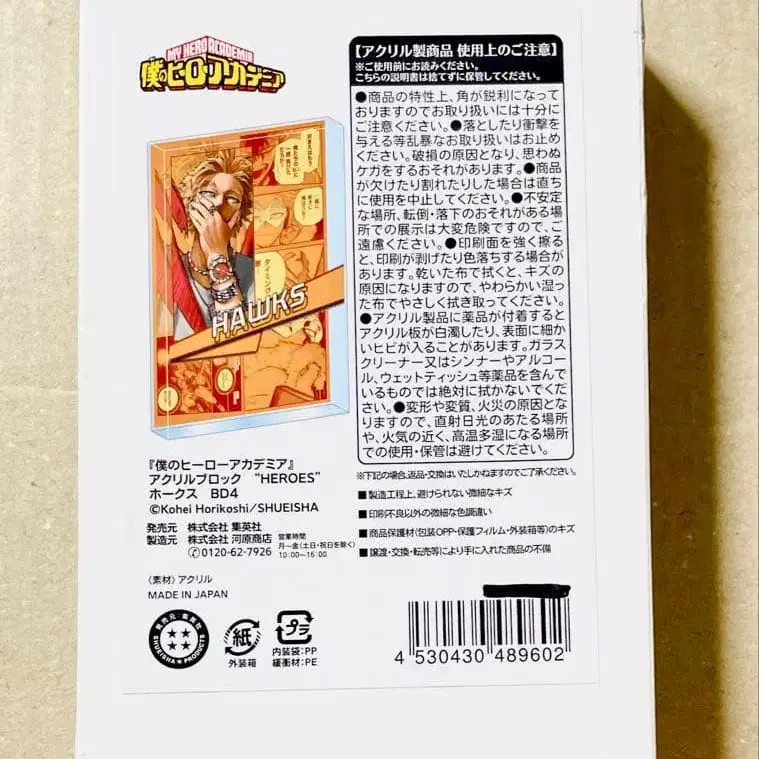 MY HERO ACADEMIA
僕のヒーローアカデミア
HAWKS
『僕のヒーローアカデミア』
アクリルブロック “HEROES”
ホークス BD4
©Kohei Horikoshi/SHUEISHA
発売元 株式会社 集英社
製造元 株式会社 河原商店
✆0120-62-7926
営業時間
月～金(土・日・祝日を除く)
10:00~16:00
〈素材〉アクリル
MADE IN JAPAN
発売元:集英社
SHUEISHA PRODUCTS
紙
外装箱
プラ
内装袋:PP
緩衝材:PE
【アクリル製商品 使用上のご注意】
※ご使用前にお読みください。
こちらの説明書は捨てずに保管してください。
●商品の特性上、角が鋭利になって
おりますのでお取り扱いには十分に
ご注意ください。●落としたり衝撃を
与える等乱暴なお取り扱いはお止め
ください。破損の原因となり、思わぬ
ケガをするおそれがあります。●商品
が欠けたり割れたりした場合は直ち
に使用を中止してください。●不安定
な場所、転倒・落下のおそれがある場
所での展示は大変危険ですので、ご
遠慮ください。●印刷面を強く擦る
と、印刷が剥げたり色落ちする場合が
あります。乾いた布で拭くと、キズの
原因になりますので、やわらかい湿っ
た布でやさしく拭き取ってください。
●アクリル製品に薬品が付着すると
アクリル板が白濁したり、表面に細か
いヒビが入ることがあります。ガラス
クリーナー又はシンナーやアルコー
ル、ウェットティッシュ等薬品を含んで
いるものでは絶対に拭かないでくだ
さい。●変形や変質、火災の原因とな
りますので、直射日光のあたる場所
や、火気の近く、高温多湿になる場所
での使用・保管は避けてください。
※下記の場合、返品・交換はいたしかねますのでご了承ください。
■製造工程上、避けられない微細なキズ
■印刷不良以外の微細な色調違い
■商品保護材(包装OPP・保護フィルム・外装箱等)のキズ
■譲渡・交換・転売等により手に入れた商品の不備
4 530430 489602